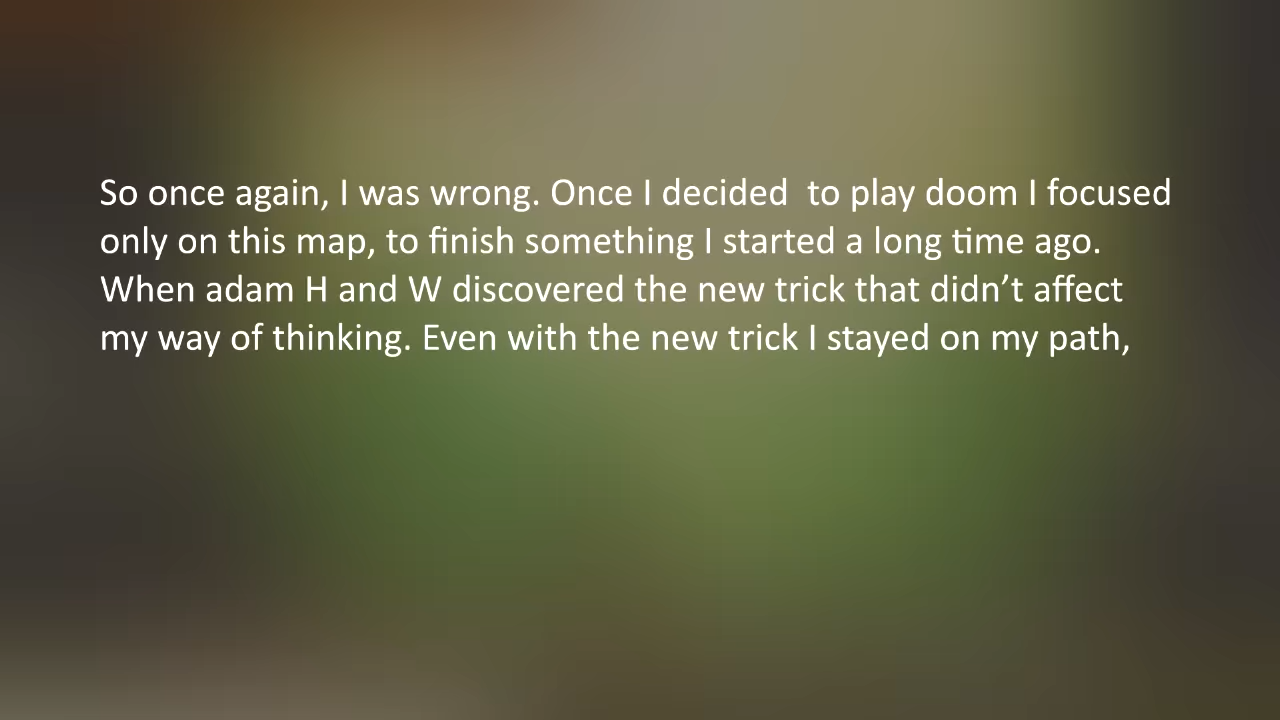 So once again, I was wrong. Once I decided  to play doom I focused
only on this map, to finish something I started a long time ago.
When adam H and W discovered the new trick that didn’t affect
my way of thinking. Even with the new trick I stayed on my path,